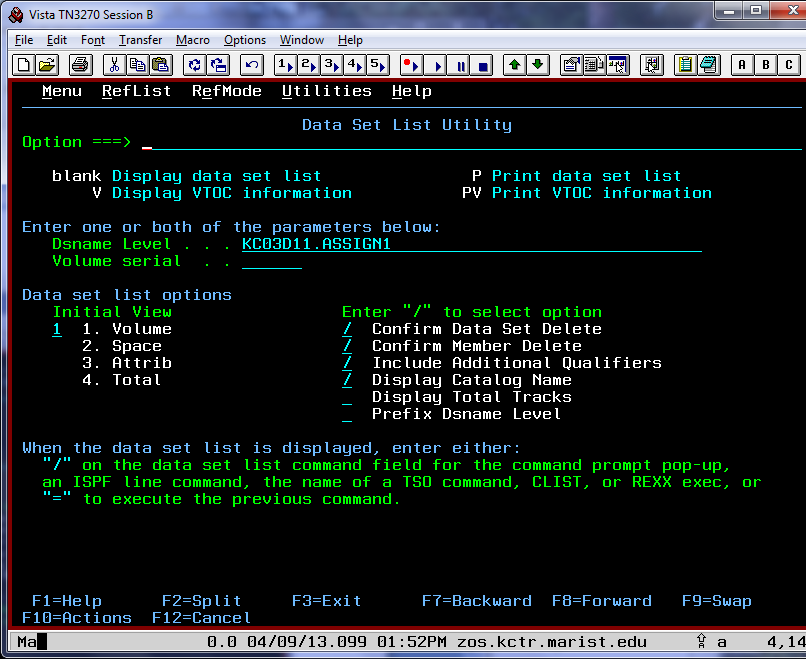 Vista TN3270 Session B
File Edit Font Transfer Macro Options Window Help
1 2 3 4 5 A B C
Menu RefList RefMode Utilities Help
Data Set List Utility
Option ===> _
blank Display data set list P Print data set list
V Display VTOC information PV Print VTOC information
Enter one or both of the parameters below:
Dsname Level . . . KC03D11.ASSIGN1
Volume serial . .
Data set list options
Initial View Enter "/" to select option
1 1. Volume / Confirm Data Set Delete
2. Space / Confirm Member Delete
3. Attrib / Include Additional Qualifiers
4. Total / Display Catalog Name
_ Display Total Tracks
_ Prefix Dsname Level
When the data set list is displayed, enter either:
"/" on the data set list command field for the command prompt pop-up,
an ISPF line command, the name of a TSO command, CLIST, or REXX exec, or
"=" to execute the previous command.
F1=Help F2=Split F3=Exit F7=Backward F8=Forward F9=Swap
F10=Actions F12=Cancel
Ma 0.0 04/09/13.099 01:52PM zos.kctr.marist.edu a 4,14